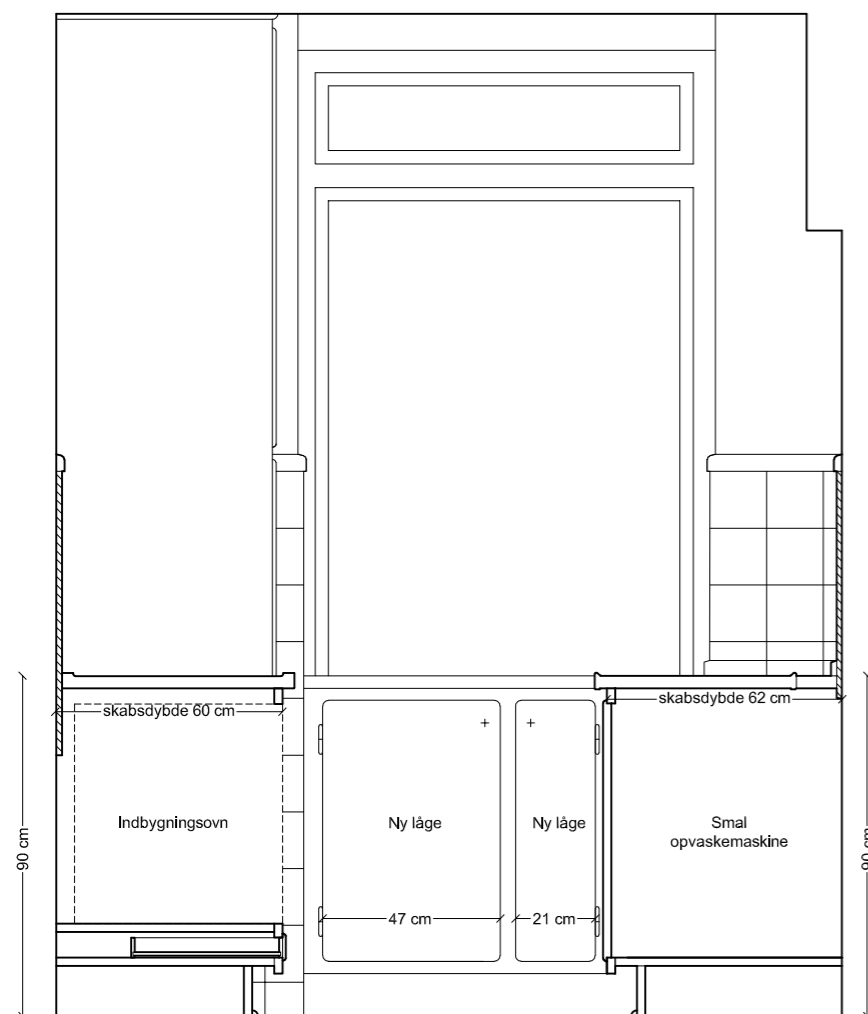 skabsdybde 60 cm
skabsdybde 62 cm
Indbygningsovn
Ny låge
Ny låge
Smal
opvaskemaskine
90 cm
90 cm
47 cm
21 cm